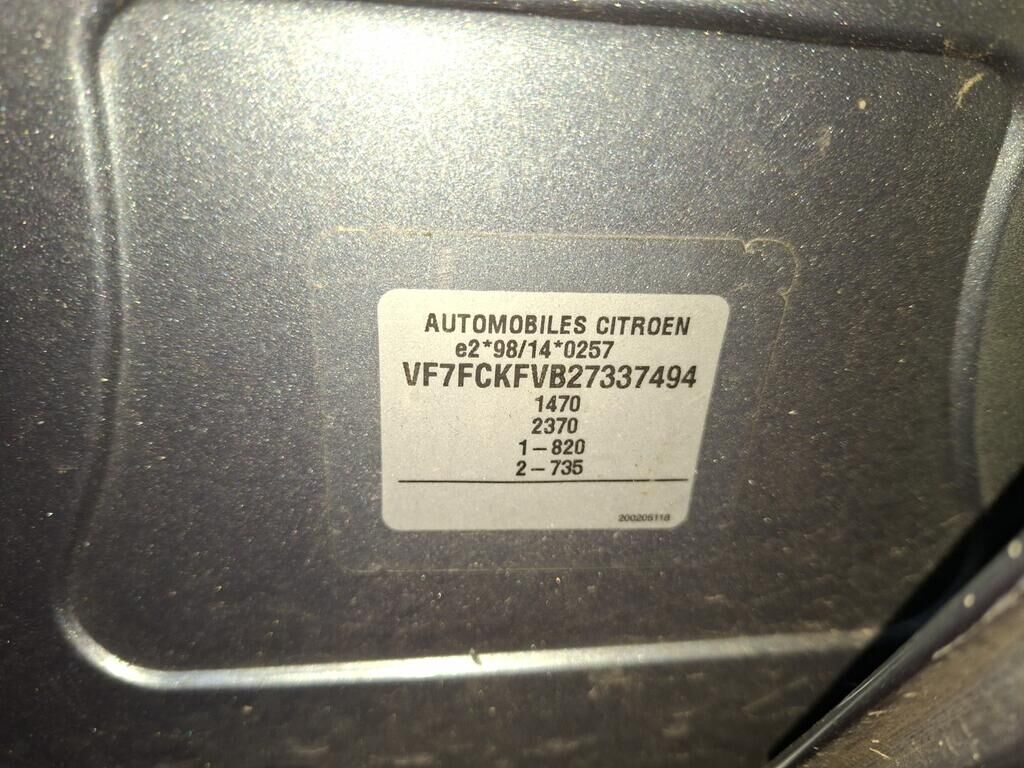 AUTOMOBILES CITROEN
e2*98/14*0257
VF7FCKFVB27337494
1470
2370
1-820
2-735
200205118